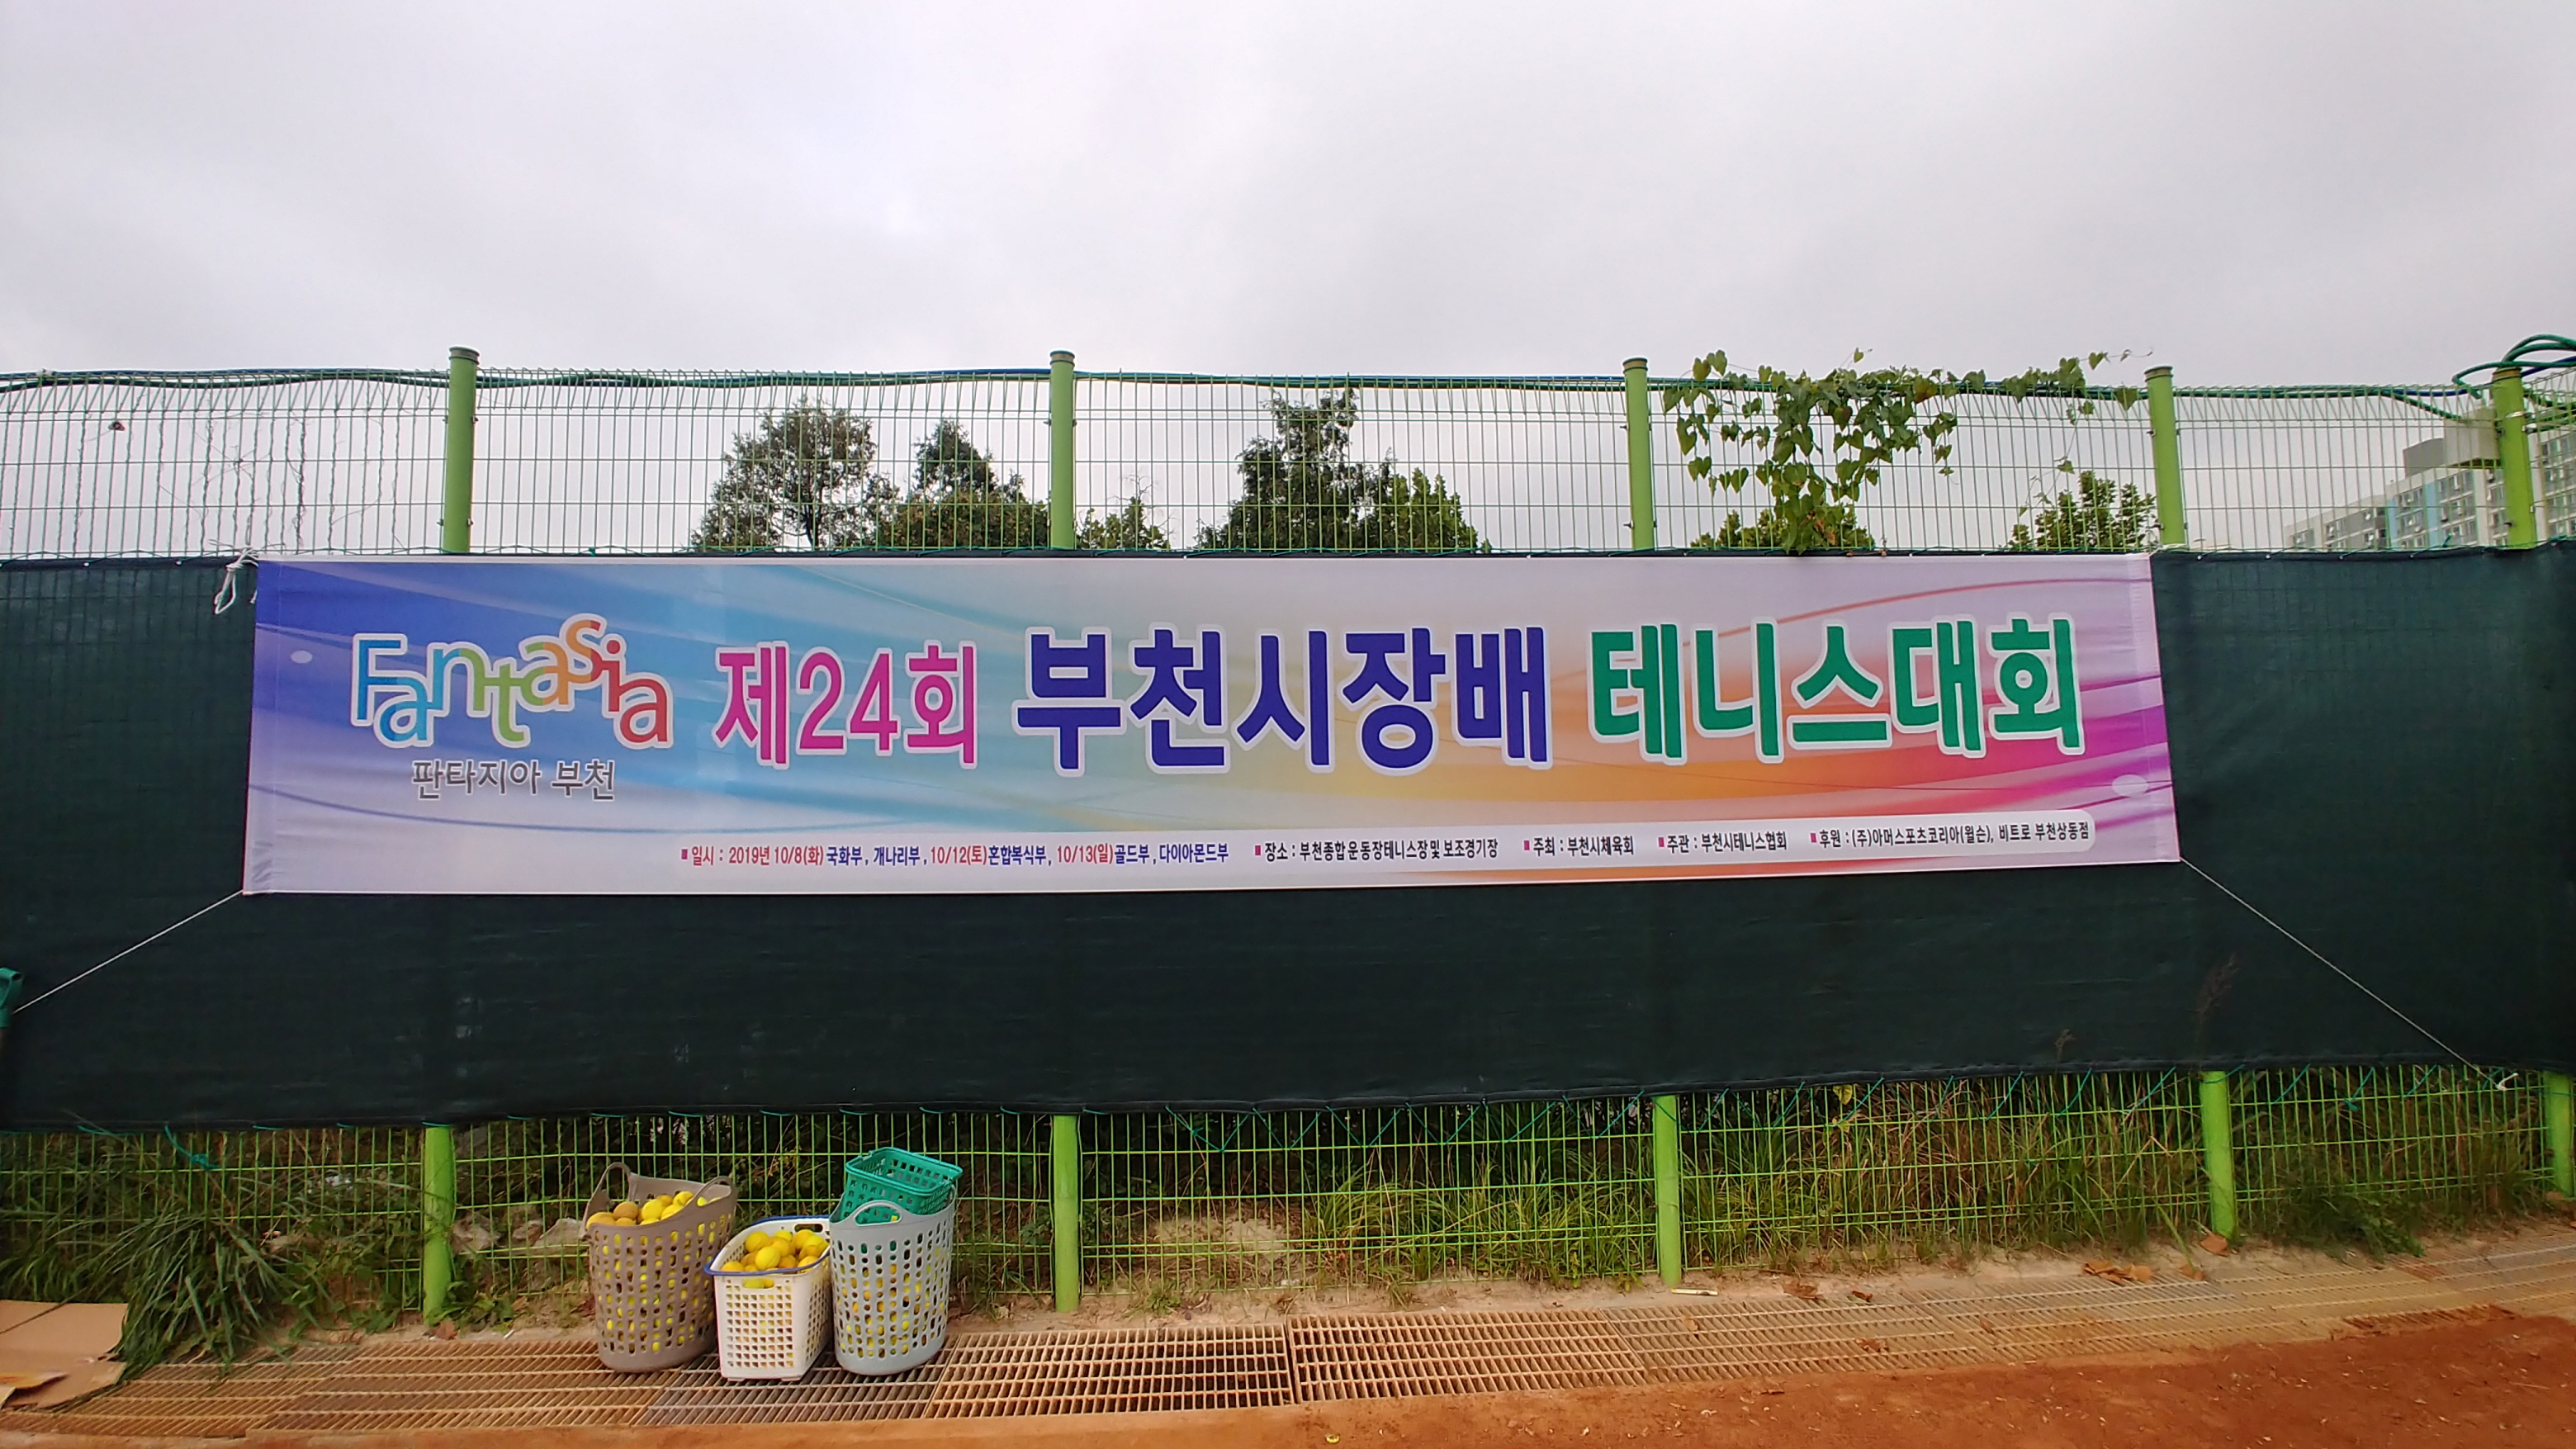 Fantasia
판타지아 부천
제24회 부천시장배 테니스대회
■ 일시 : 2019년 10/8(화) 국화부, 개나리부, 10/12(토) 혼합복식부, 10/13(일) 골드부, 다이아몬드부 ■ 장소 : 부천종합운동장테니스장및 보조경기장 ■ 주최 : 부천시체육회 ■ 주관 : 부천시테니스협회 ■ 후원 : (주)아머스포츠코리아(윌슨), 비트로 부천상동점